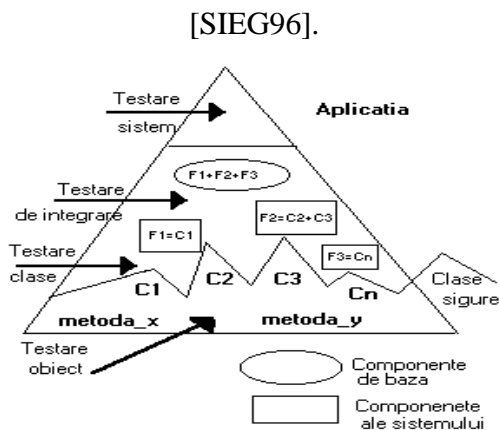 [SIEG96].
Testare
sistem
Aplicatia
F1+F2+F3
Testare
de integrare
F2=C2+C3
F1=C1
Testare
clase
F3=Cn
C1
C2
C3
Cn
Clase
sigure
metoda_x
metoda_y
Testare
obiect
Componente
de baza
Componenete
ale sistemului